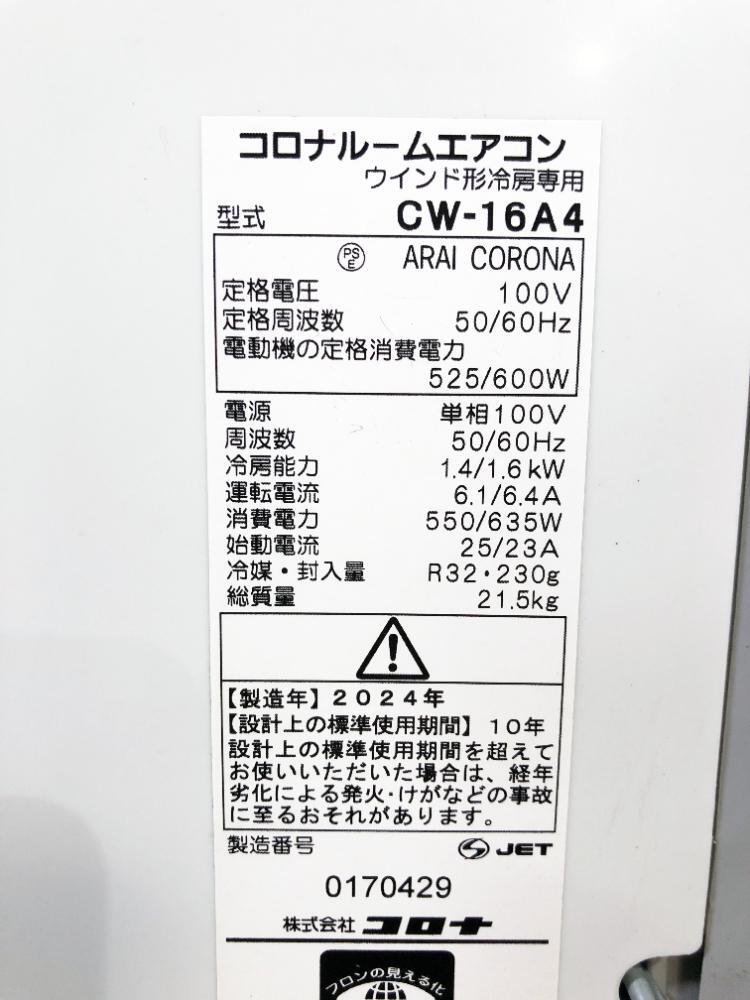 コロナルームエアコン
ウインド形冷房専用
型式 CW-16A4
PS E ARAI CORONA
定格電圧 100V
定格周波数 50/60Hz
電動機の定格消費電力
525/600W
電源 単相100V
周波数 50/60Hz
冷房能力 1.4/1.6kW
運転電流 6.1/6.4A
消費電力 550/635W
始動電流 25/23A
冷媒・封入量 R32・230g
総質量 21.5kg
【製造年】2024年
【設計上の標準使用期間】10年
設計上の標準使用期間を超えて
お使いいただいた場合は、経年
劣化による発火・けがなどの事故
に至るおそれがあります。
製造番号 JET
0170429
株式会社 コロナ
フロンの見える化